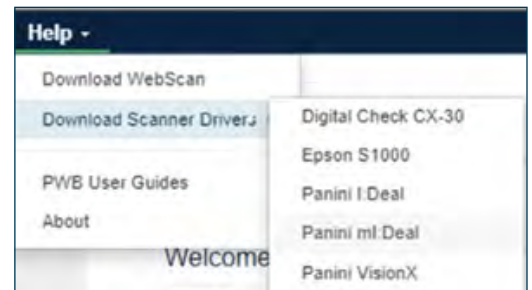 Help -
Download WebScan
Download Scanner Drivers
PWB User Guides
About
Welcome
Digital Check CX-30
Epson S1000
Panini I:Deal
Panini mI:Deal
Panini VisionX